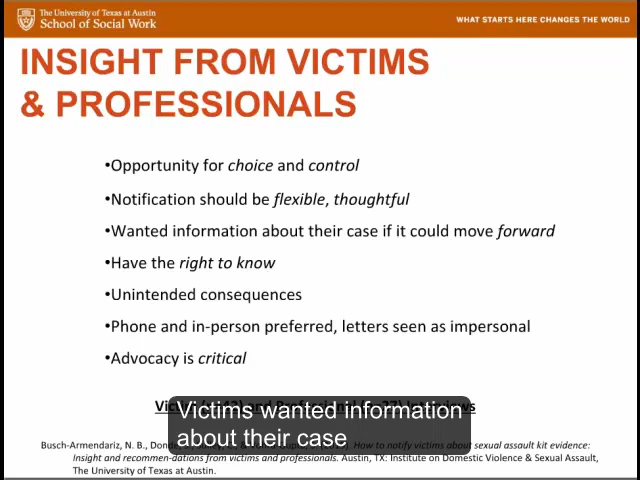 The University of Texas at Austin
School of Social Work
WHAT STARTS HERE CHANGES THE WORLD
INSIGHT FROM VICTIMS
& PROFESSIONALS
•Opportunity for choice and control
•Notification should be flexible, thoughtful
•Wanted information about their case if it could move forward
•Have the right to know
•Unintended consequences
•Phone and in-person preferred, letters seen as impersonal
•Advocacy is critical
and
Victims wanted information
about their case
Busch-Armendariz, N. B., How to notify victims about sexual assault kit evidence:
Insight and recommen-dations from victims and professionals. Austin, TX: Institute on Domestic Violence & Sexual Assault,
The University of Texas at Austin.